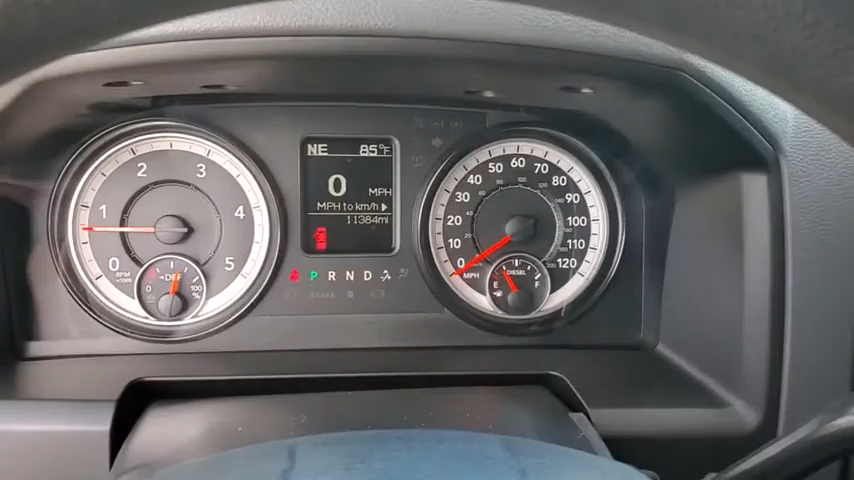 0
1
2
3
4
5
RPM
x1000
DEF
0
100
%
NE 85°F
0 MPH
MPH to km/h
11384mi
P R N D
10
20
30
40
50
60
70
80
90
100
110
120
MPH
DIESEL
E F